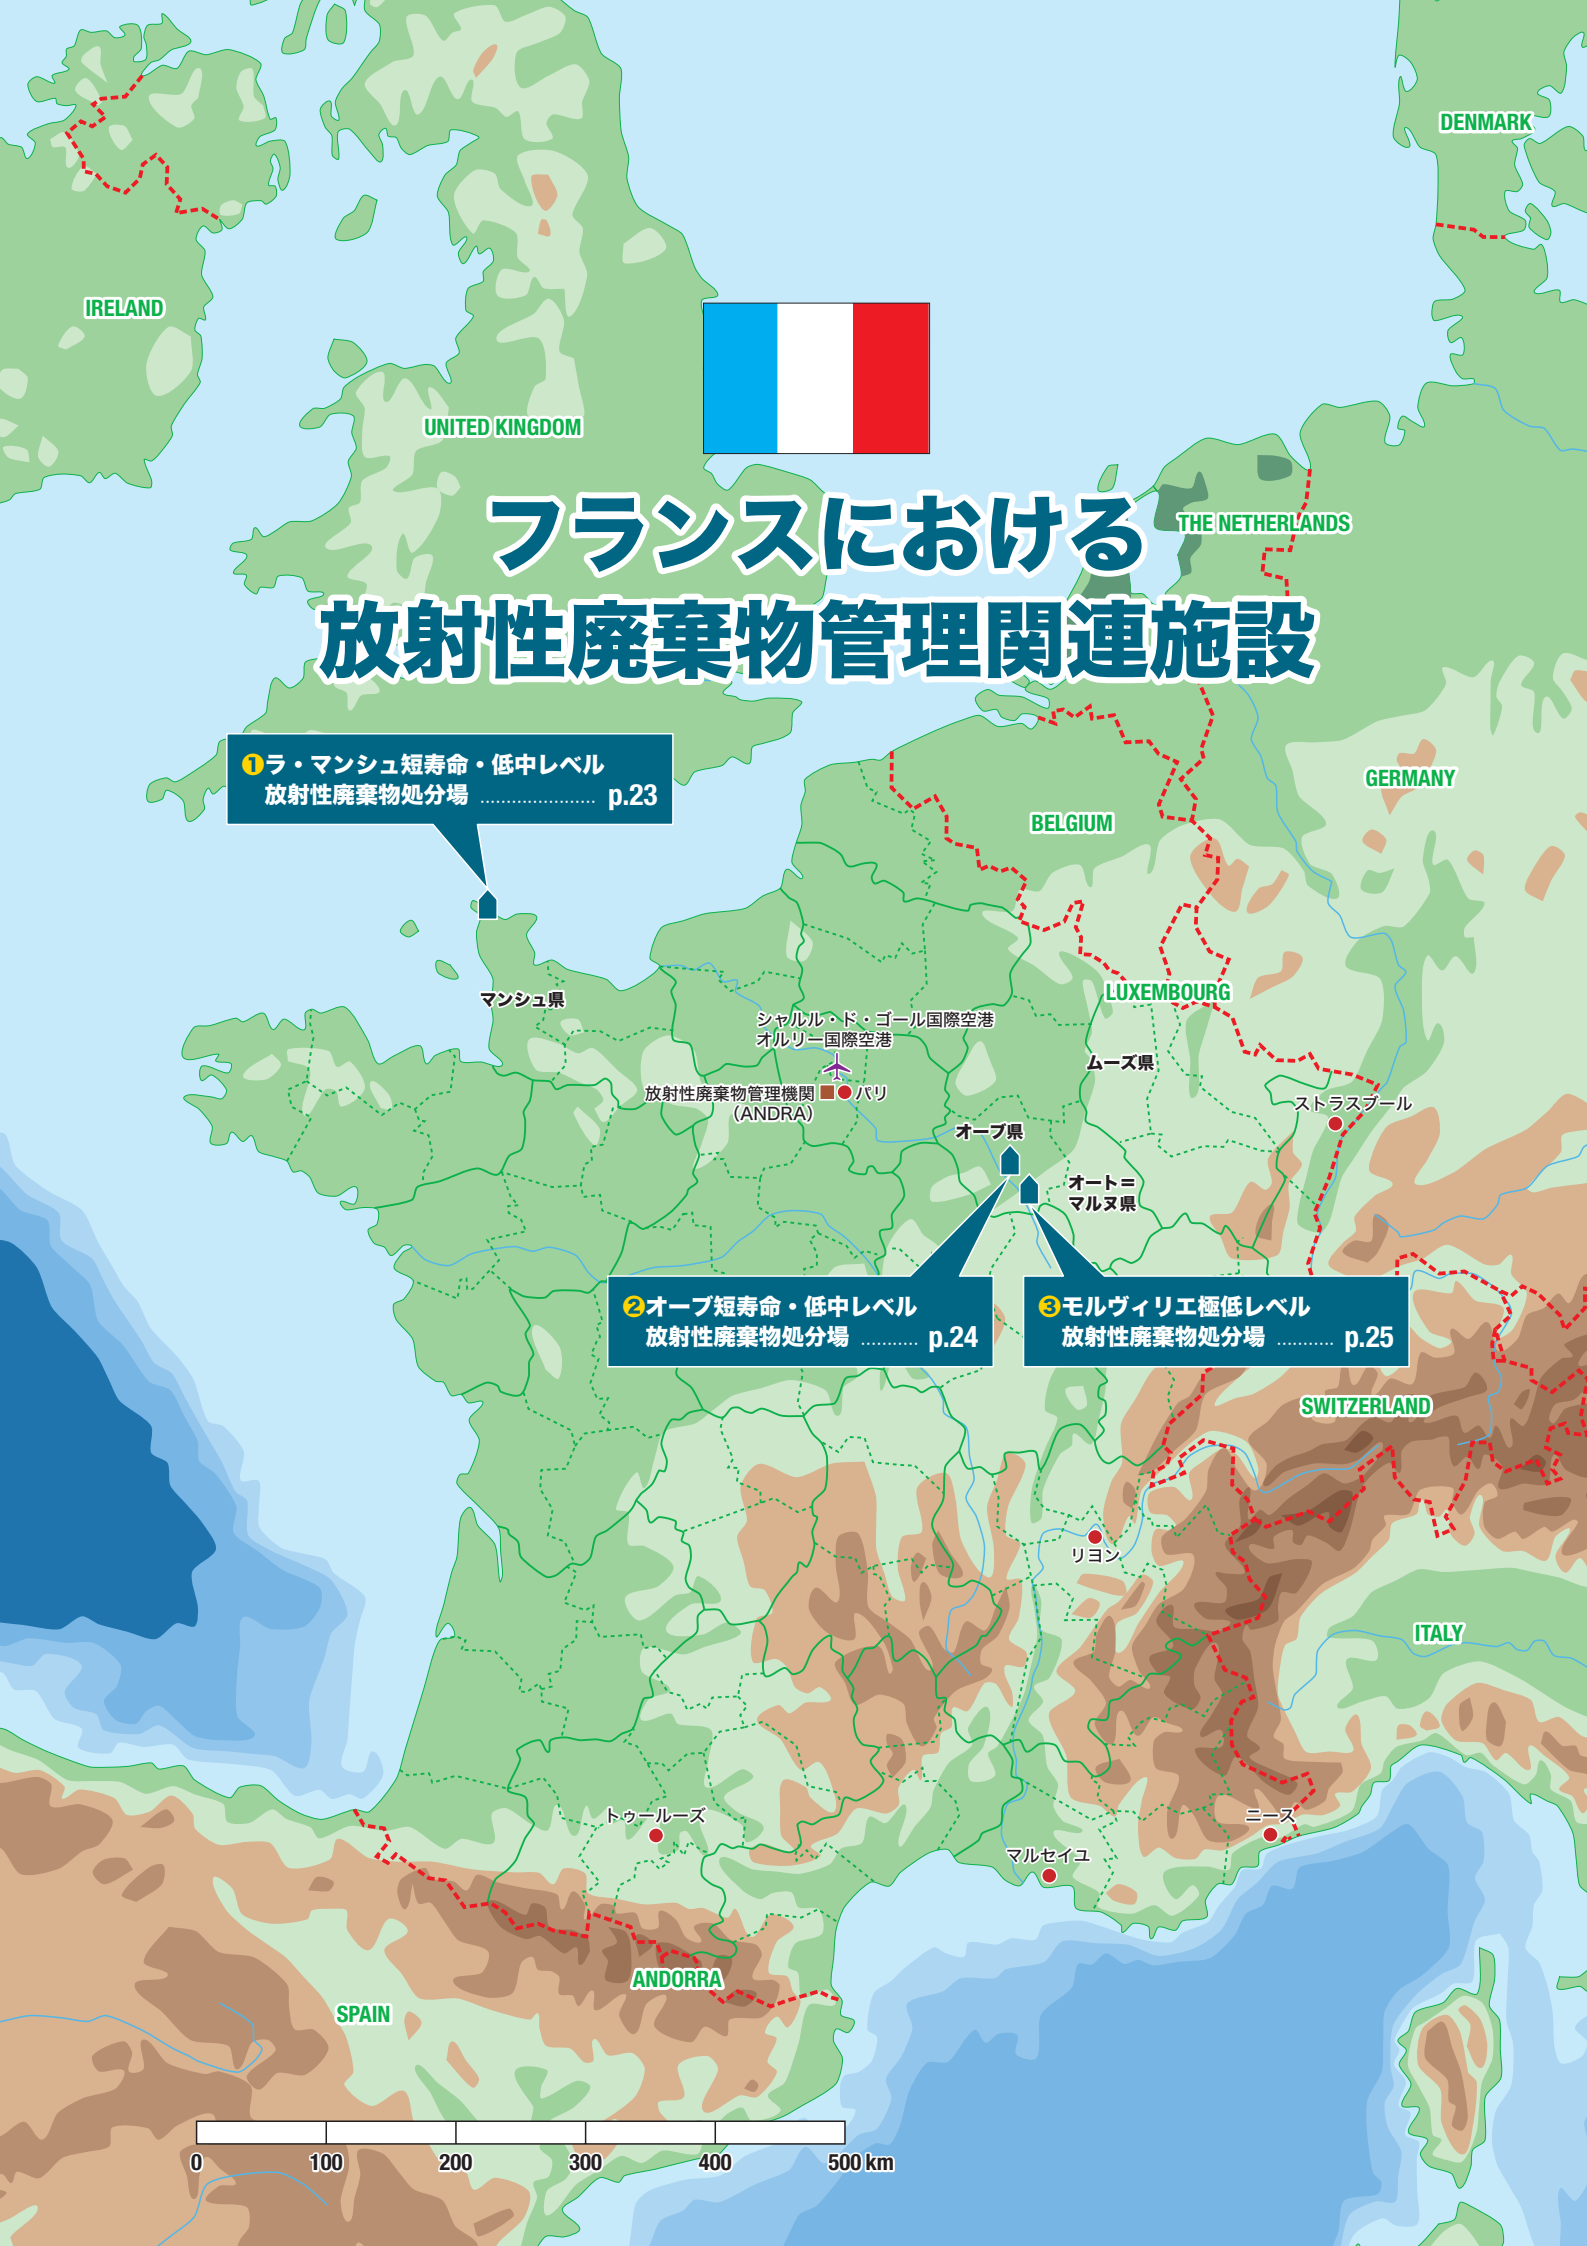 DENMARK
IRELAND
UNITED KINGDOM
THE NETHERLANDS
フランスにおける
放射性廃棄物管理関連施設
❶ラ・マンシュ短寿命・低中レベル
放射性廃棄物処分場 ...................... p.23
GERMANY
BELGIUM
LUXEMBOURG
マンシュ県
シャルル・ド・ゴール国際空港
オルリー国際空港
ムーズ県
放射性廃棄物管理機関
(ANDRA)
パリ
ストラスブール
オーブ県
オート＝
マルヌ県
❷オーブ短寿命・低中レベル
放射性廃棄物処分場 ........... p.24
❸モルヴィリエ極低レベル
放射性廃棄物処分場 ........... p.25
SWITZERLAND
リヨン
ITALY
トゥールーズ
ニース
マルセイユ
ANDORRA
SPAIN
0 100 200 300 400 500 km